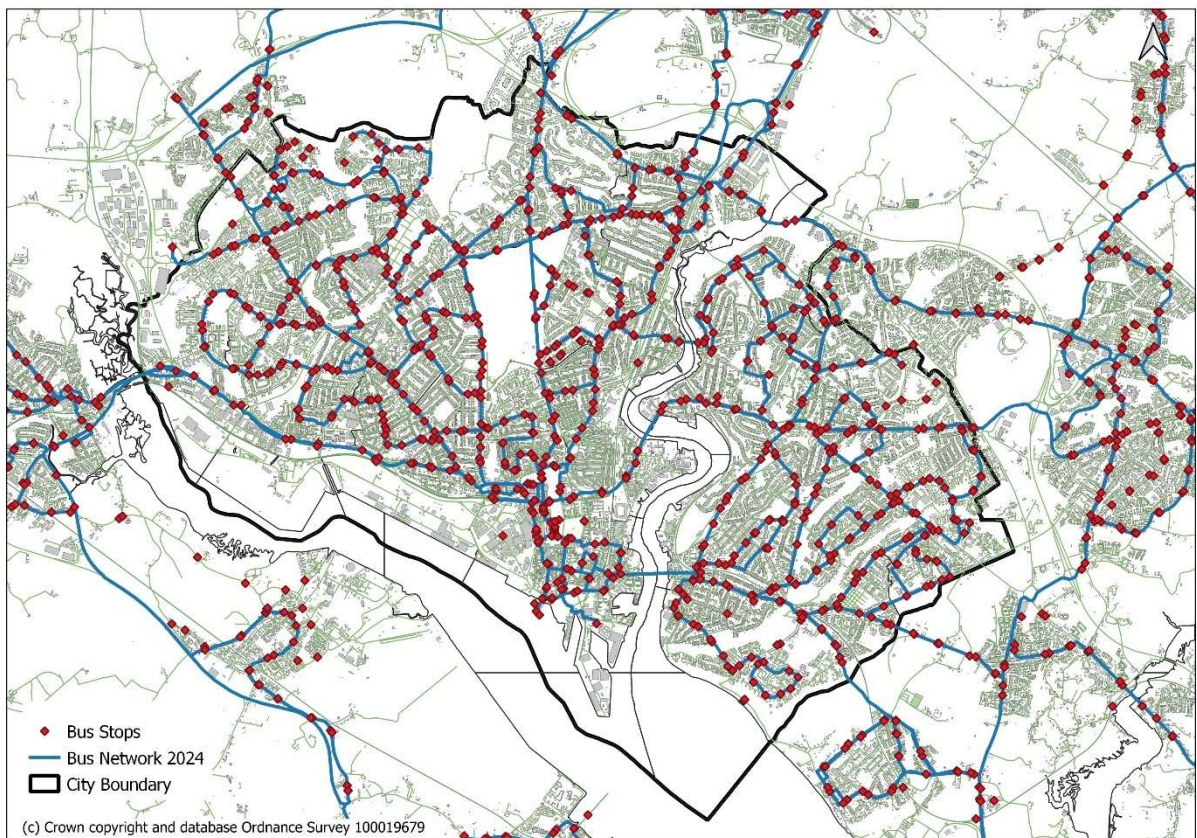 Bus Stops
Bus Network 2024
City Boundary
(c) Crown copyright and database Ordnance Survey 100019679